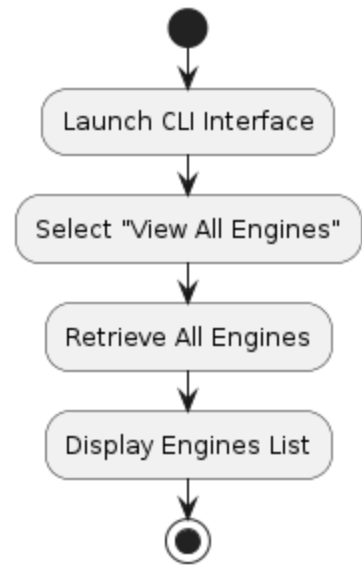 Launch CLI Interface
Select "View All Engines"
Retrieve All Engines
Display Engines List